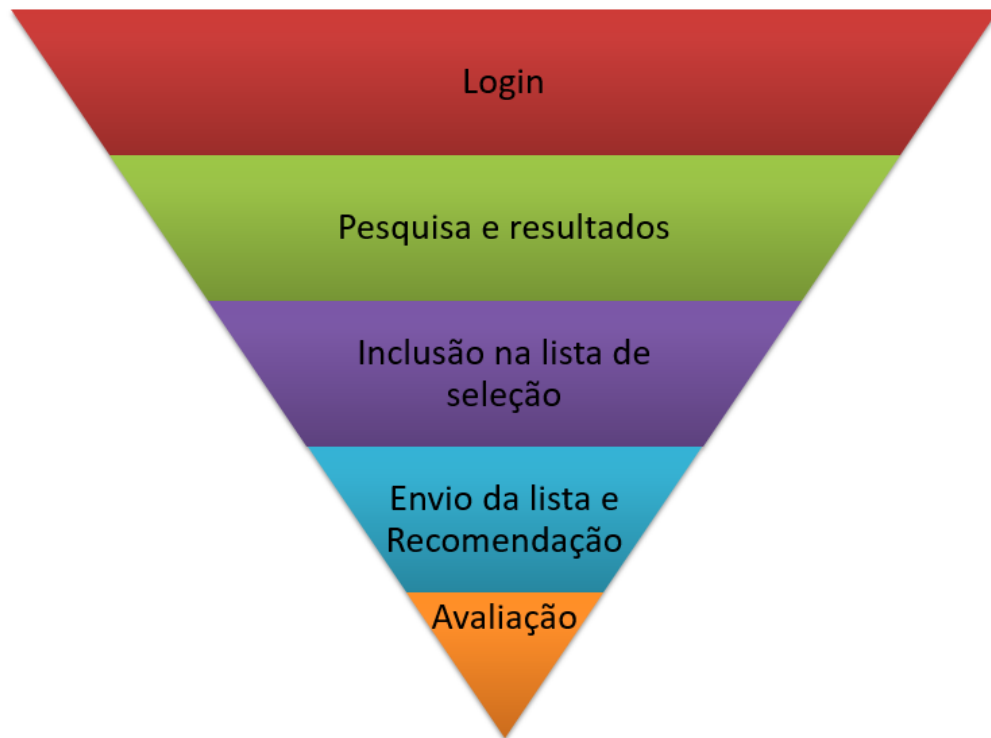 Login
Pesquisa e resultados
Inclusão na lista de
seleção
Envio da lista e
Recomendação
Avaliação